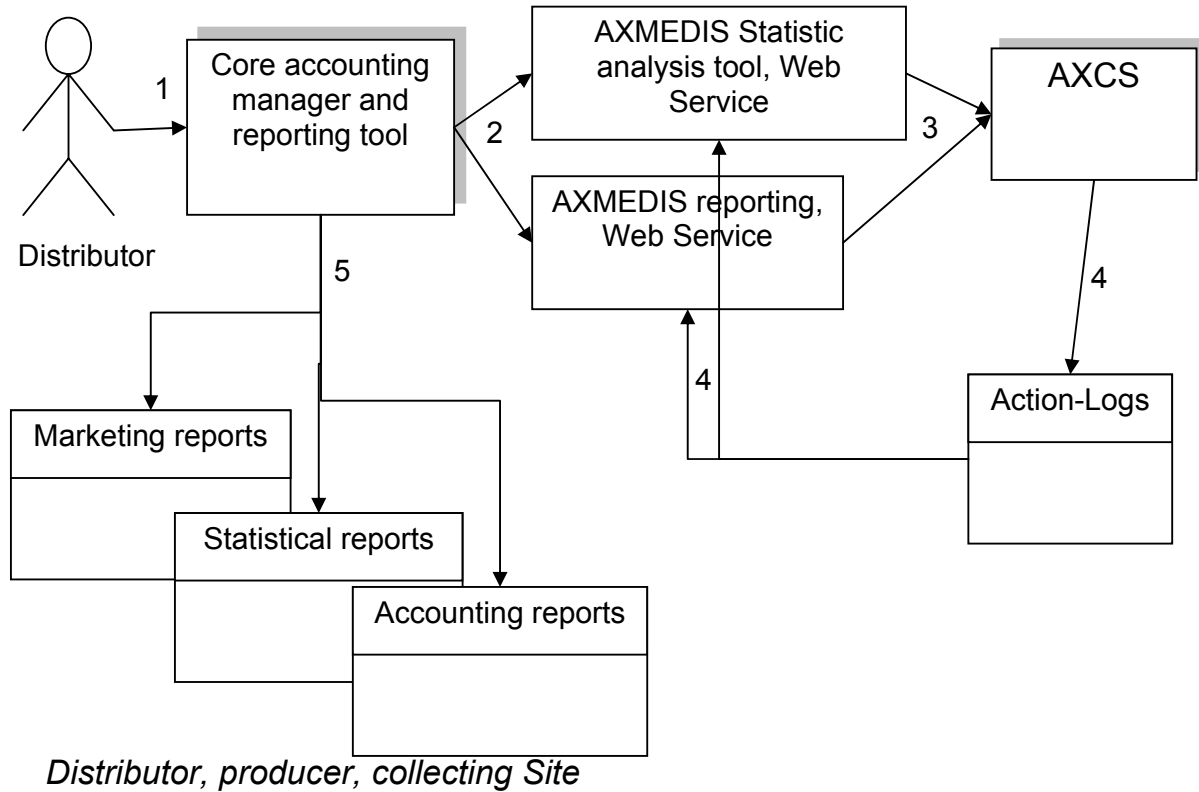 1
Distributor
Core accounting
manager and
reporting tool
2
AXMEDIS Statistic
analysis tool, Web
Service
AXMEDIS reporting,
Web Service
3
AXCS
4
Action-Logs
4
5
Marketing reports
Statistical reports
Accounting reports
Distributor, producer, collecting Site